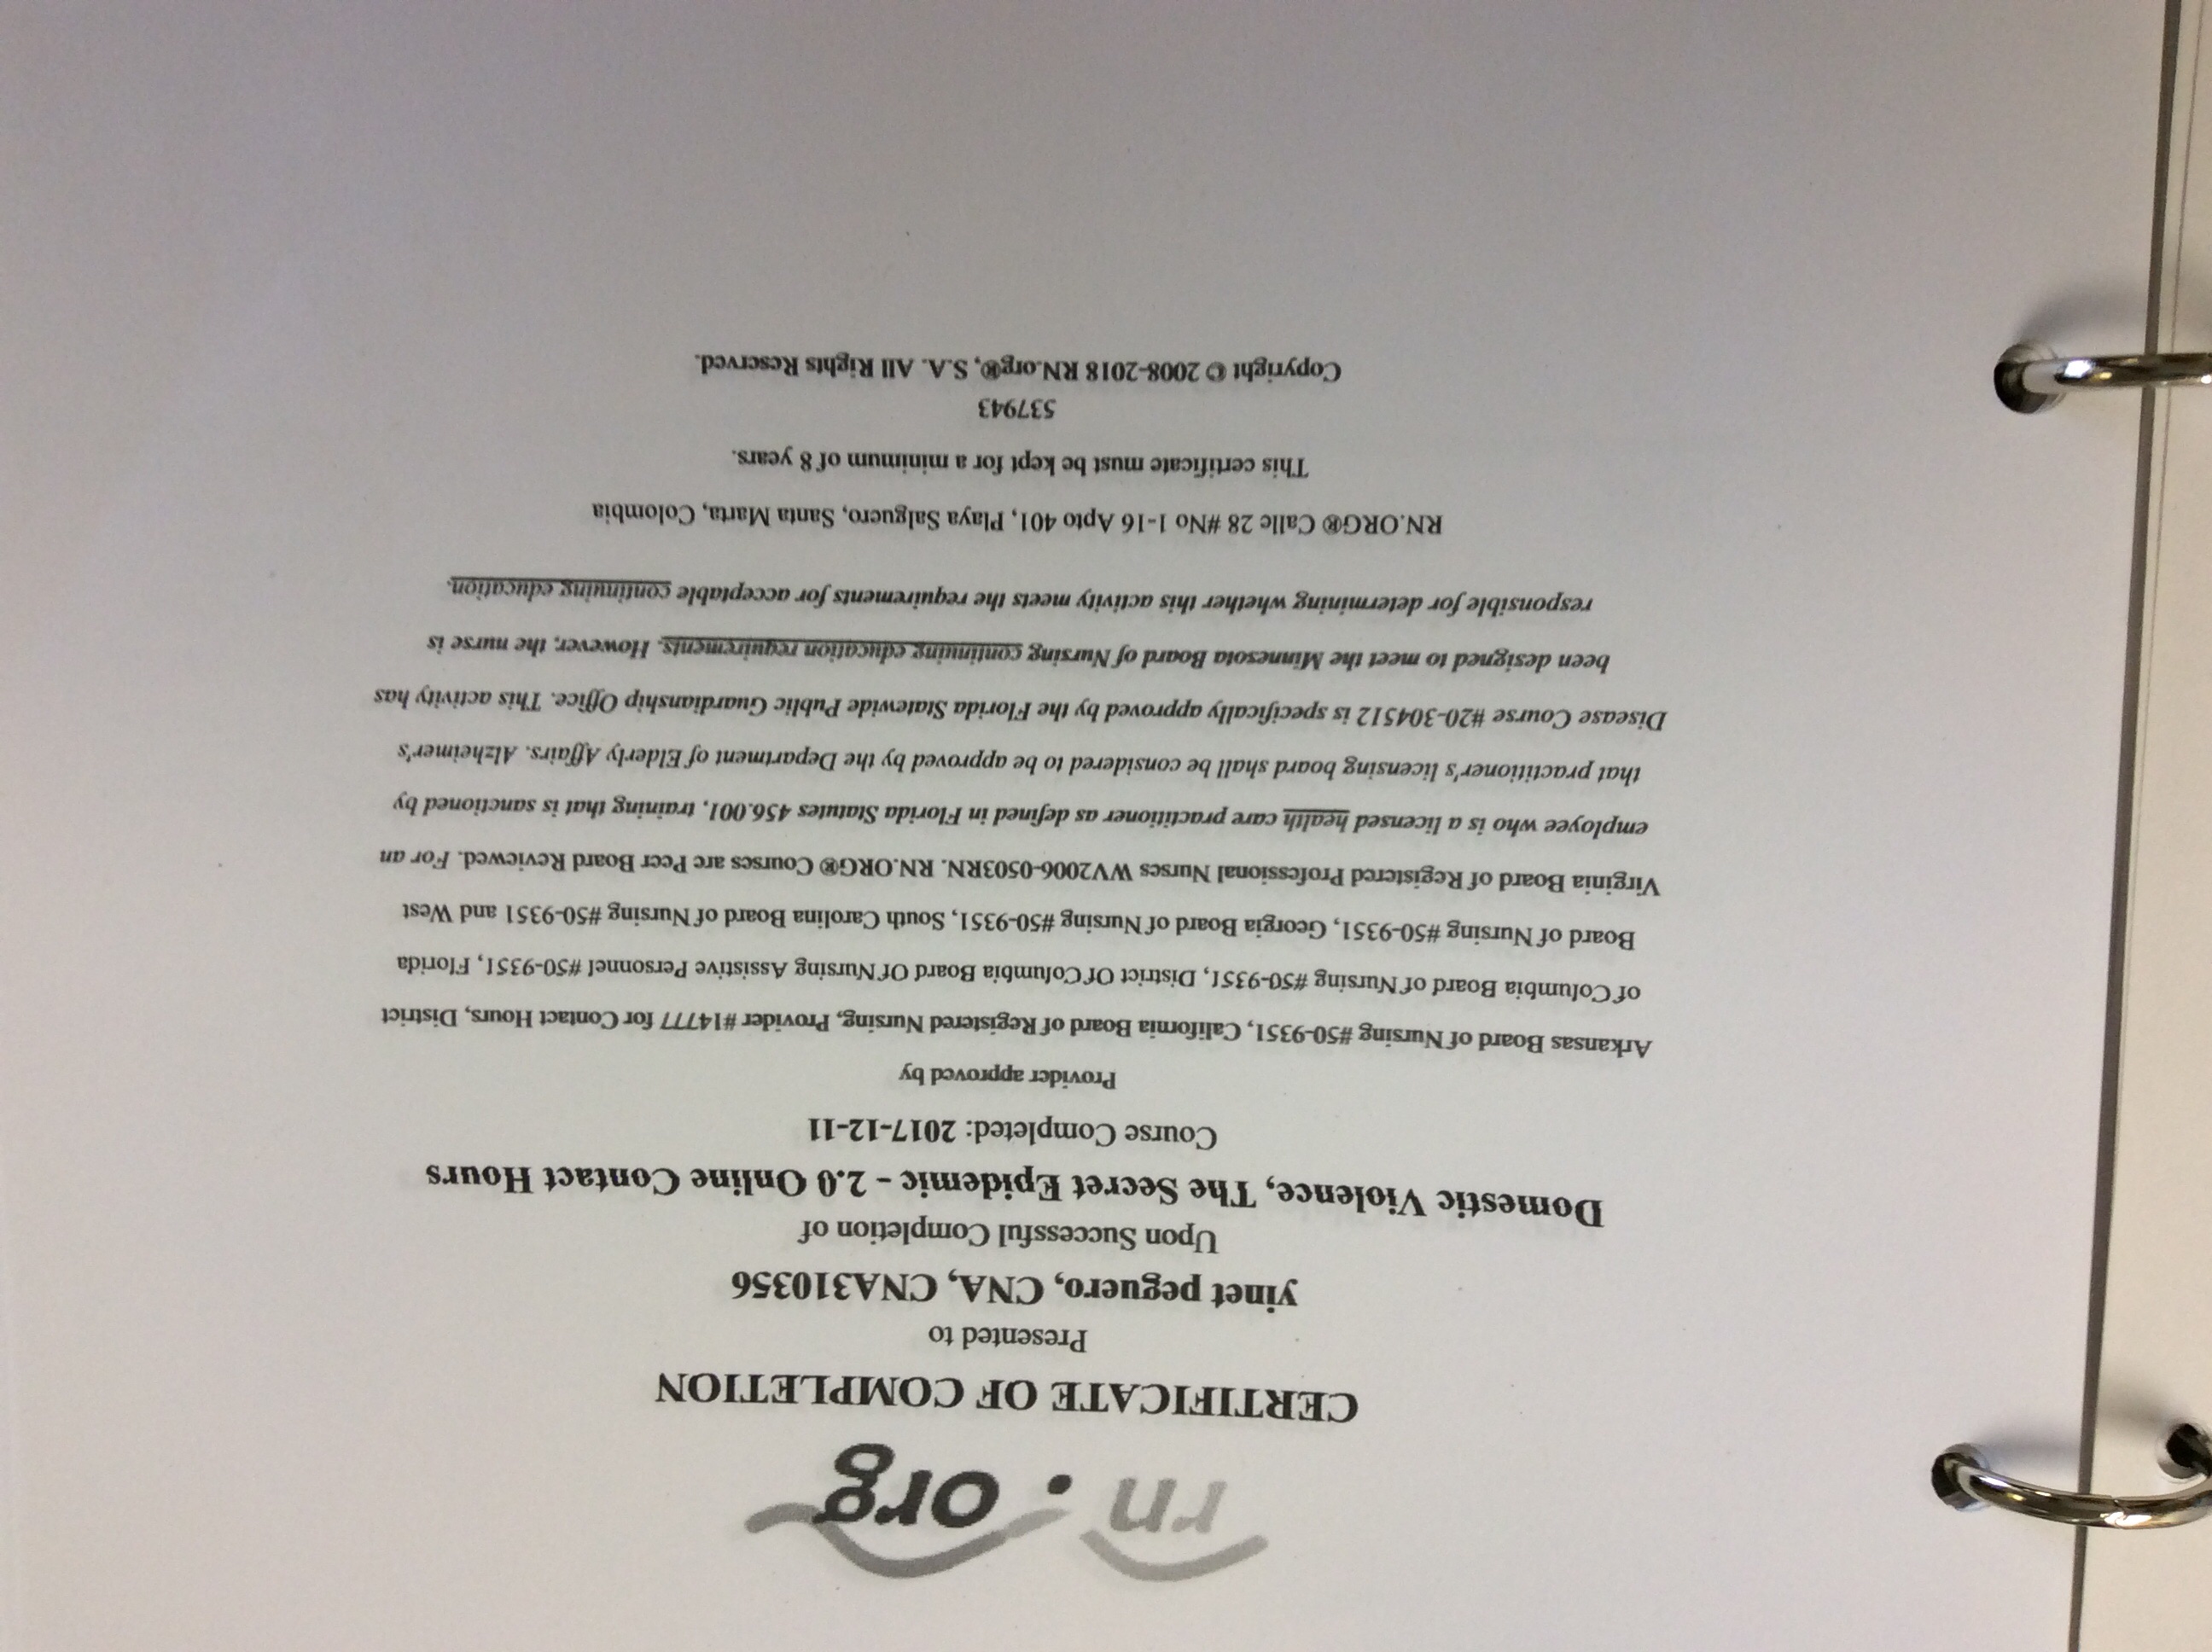 rn.org
CERTIFICATE OF COMPLETION
Presented to
yinet peguero, CNA, CNA310356
Upon Successful Completion of
Domestic Violence, The Secret Epidemic - 2.0 Online Contact Hours
Course Completed: 2017-12-11
Provider approved by
Arkansas Board of Nursing #50-9351, California Board of Registered Nursing, Provider #14777 for Contact Hours, District
of Columbia Board of Nursing #50-9351, District Of Columbia Board Of Nursing Assistive Personnel #50-9351, Florida
Board of Nursing #50-9351, Georgia Board of Nursing #50-9351, South Carolina Board of Nursing #50-9351 and West
Virginia Board of Registered Professional Nurses WV2006-0503RN. RN.ORG® Courses are Peer Board Reviewed. For an
employee who is a licensed health care practitioner as defined in Florida Statutes 456.001, training that is sanctioned by
that practitioner's licensing board shall be considered to be approved by the Department of Elderly Affairs. Alzheimer's
Disease Course #20-304512 is specifically approved by the Florida Statewide Public Guardianship Office. This activity has
been designed to meet the Minnesota Board of Nursing continuing education requirements. However, the nurse is
responsible for determining whether this activity meets the requirements for acceptable continuing education.
RN.ORG® Calle 28 #No 1-16 Apto 401, Playa Salguero, Santa Marta, Colombia
This certificate must be kept for a minimum of 8 years.
537943
Copyright © 2008-2018 RN.org®, S.A. All Rights Reserved.